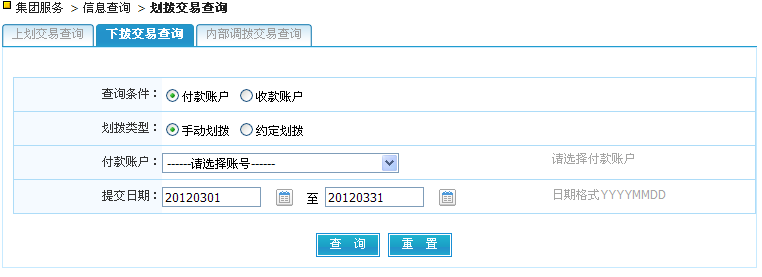 集团服务 > 信息查询 > 划拨交易查询
上划交易查询 下拨交易查询 内部调拨交易查询
查询条件： 付款账户 收款账户
划拨类型： 手动划拨 约定划拨
付款账户： ------请选择账号------ 请选择付款账户
提交日期： 20120301 至 20120331 日期格式YYYYMMDD
查 询 重 置